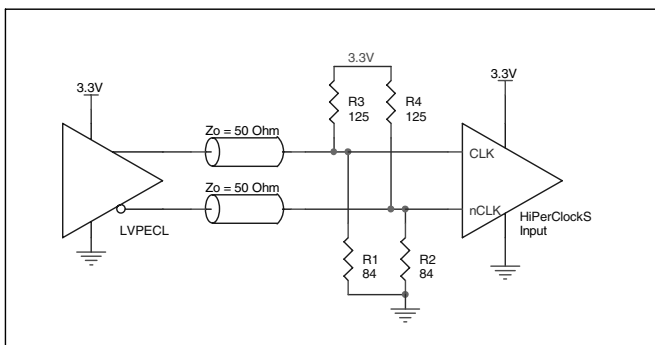 3.3V
3.3V
3.3V
R3
125
R4
125
Zo = 50 Ohm
CLK
Zo = 50 Ohm
nCLK
HiPerClockS
Input
LVPECL
R1
84
R2
84